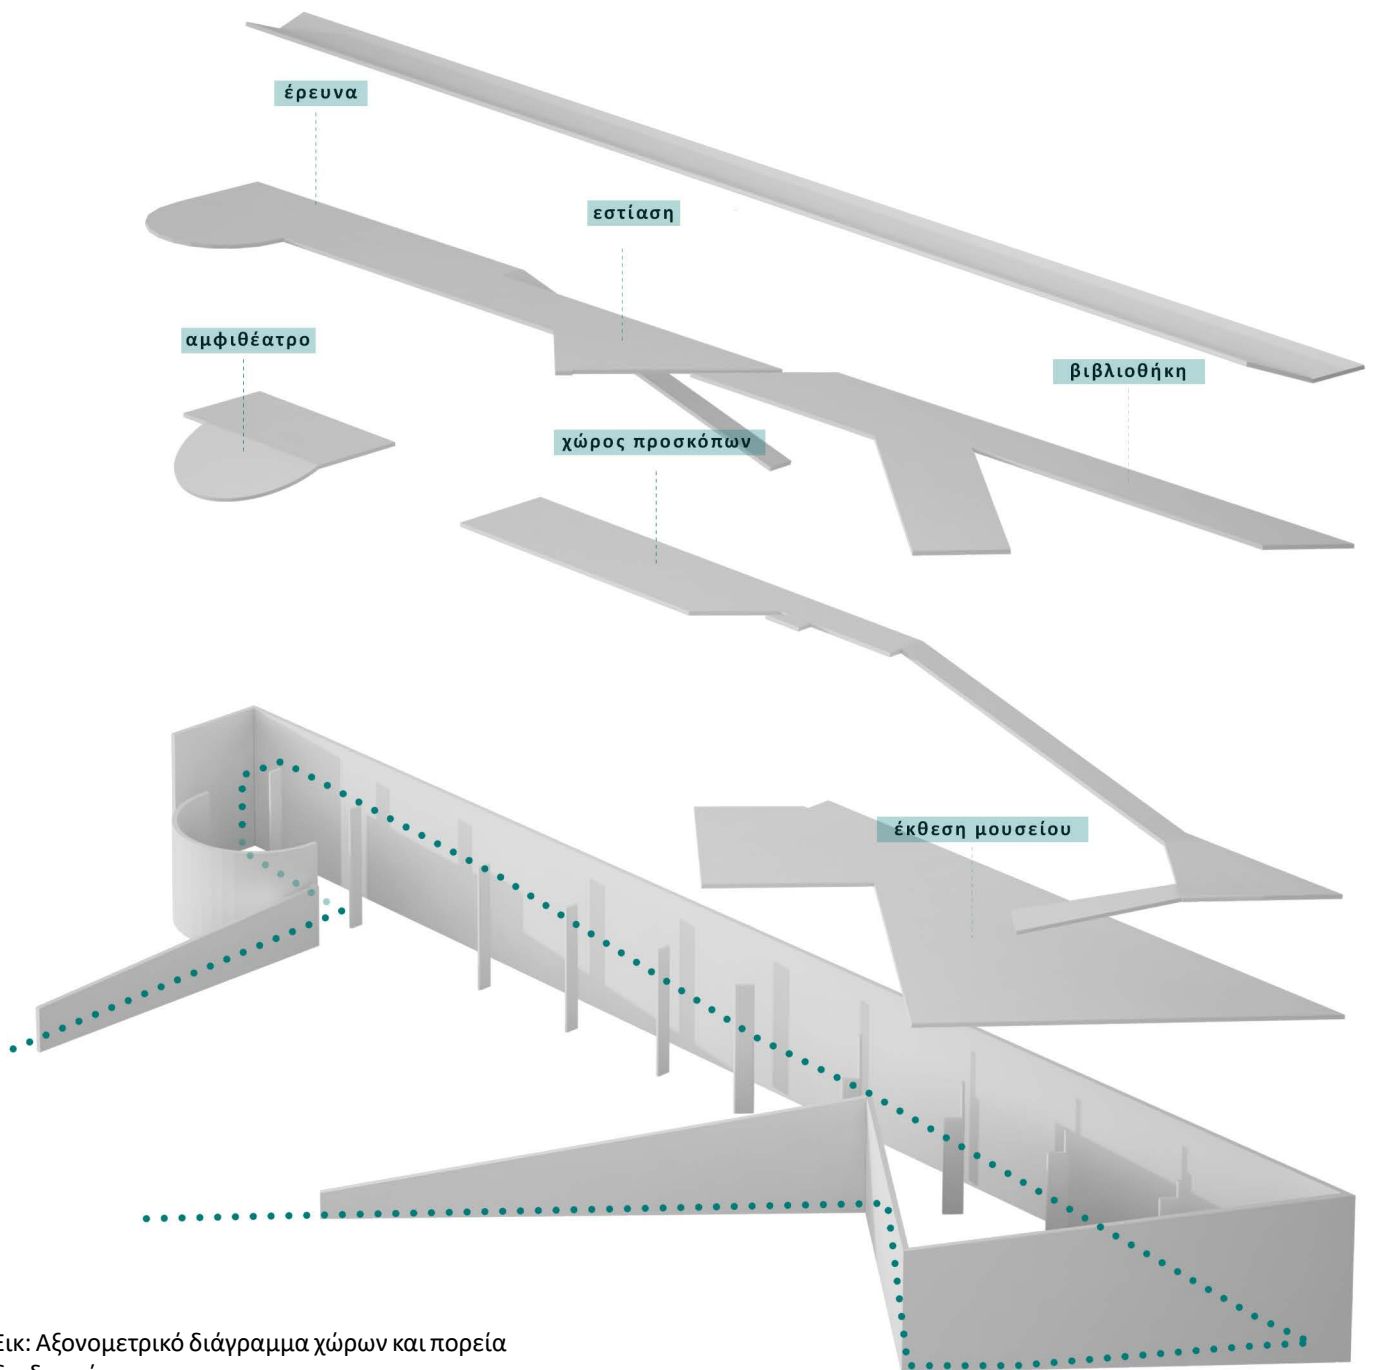 έρευνα
εστίαση
αμφιθέατρο
βιβλιοθήκη
χώρος προσκόπων
έκθεση μουσείου
Εικ: Αξονομετρικό διάγραμμα χώρων και πορεία